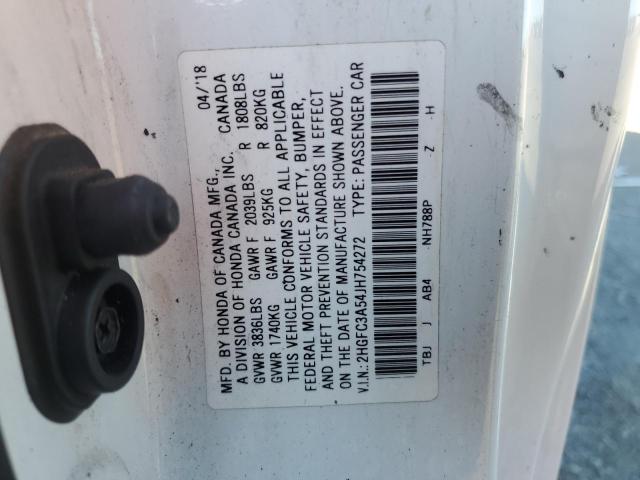 MFD. BY HONDA OF CANADA MFG., 04/'18
A DIVISION OF HONDA CANADA INC. CANADA
GVWR 3836LBS GAWR F 2039LBS R 1808LBS
GVWR 1740KG GAWR F 925KG R 820KG
THIS VEHICLE CONFORMS TO ALL APPLICABLE
FEDERAL MOTOR VEHICLE SAFETY, BUMPER,
AND THEFT PREVENTION STANDARDS IN EFFECT
ON THE DATE OF MANUFACTURE SHOWN ABOVE.
V.I.N.: 2HGFC3A54JH754272 TYPE: PASSENGER CAR
TBJ J AB4 NH788P Z H